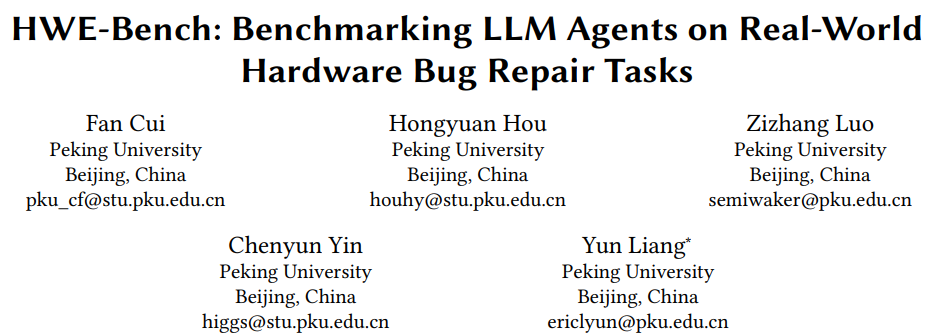 HWE-Bench: Benchmarking LLM Agents on Real-World
Hardware Bug Repair Tasks
Fan Cui
Peking University
Beijing, China
pku_cf@stu.pku.edu.cn
Hongyuan Hou
Peking University
Beijing, China
houhy@stu.pku.edu.cn
Zizhang Luo
Peking University
Beijing, China
semiwaker@pku.edu.cn
Chenyun Yin
Peking University
Beijing, China
higgs@stu.pku.edu.cn
Yun Liang*
Peking University
Beijing, China
ericlyun@pku.edu.cn